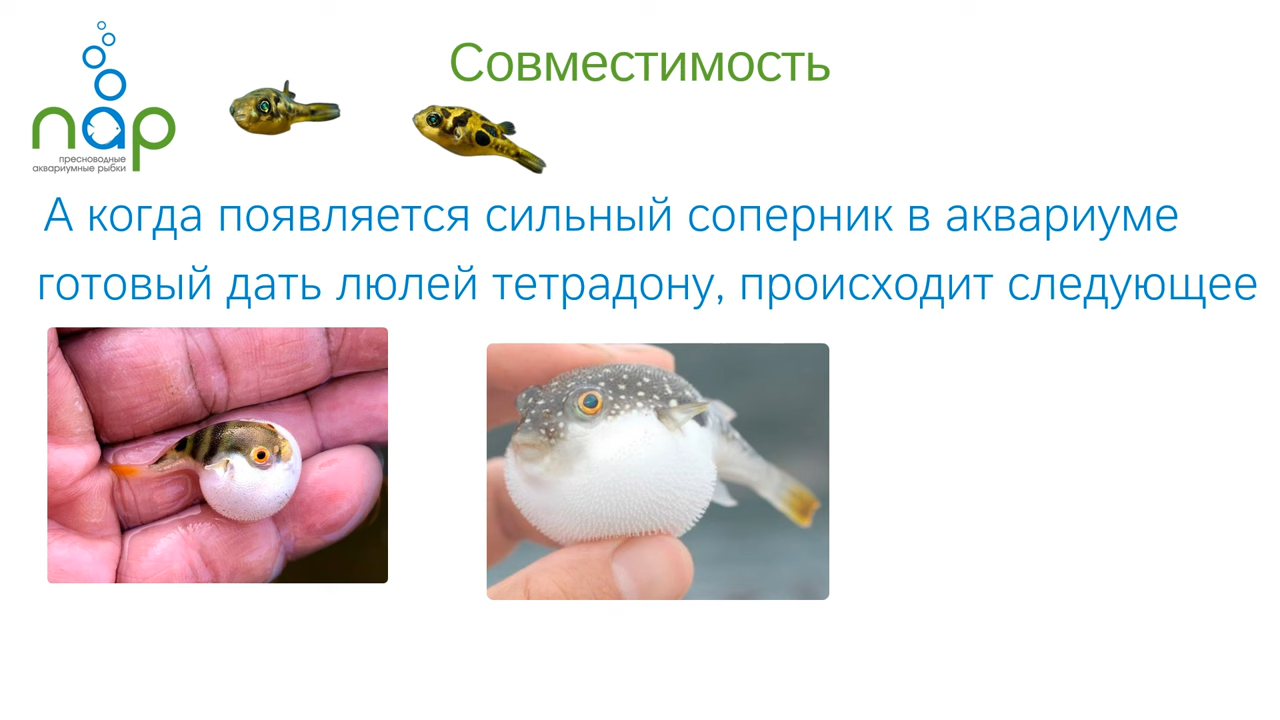 Совместимость
пар
пресноводные
аквариумные рыбки
А когда появляется сильный соперник в аквариуме
готовый дать люлей тетрадону, происходит следующее